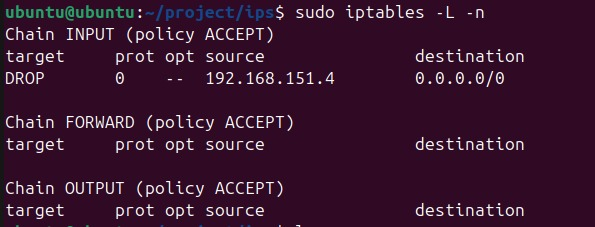 ubuntu@ubuntu:~/project/ips$ sudo iptables -L -n
Chain INPUT (policy ACCEPT)
target     prot opt source               destination
DROP       0    --  192.168.151.4        0.0.0.0/0

Chain FORWARD (policy ACCEPT)
target     prot opt source               destination

Chain OUTPUT (policy ACCEPT)
target     prot opt source               destination